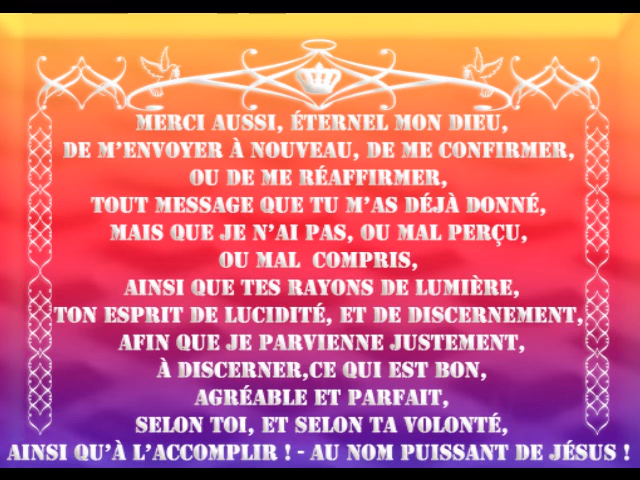 MERCI AUSSI, ÉTERNEL MON DIEU,
DE M'ENVOYER À NOUVEAU, DE ME CONFIRMER,
OU DE ME RÉAFFIRMER,
TOUT MESSAGE QUE TU M'AS DÉJÀ DONNÉ,
MAIS QUE JE N'AI PAS, OU MAL PERÇU,
OU MAL COMPRIS,
AINSI QUE TES RAYONS DE LUMIÈRE,
TON ESPRIT DE LUCIDITÉ, ET DE DISCERNEMENT,
AFIN QUE JE PARVIENNE JUSTEMENT,
À DISCERNER,CE QUI EST BON,
AGRÉABLE ET PARFAIT,
SELON TOI, ET SELON TA VOLONTÉ,
AINSI QU'À L'ACCOMPLIR ! - AU NOM PUISSANT DE JÉSUS !